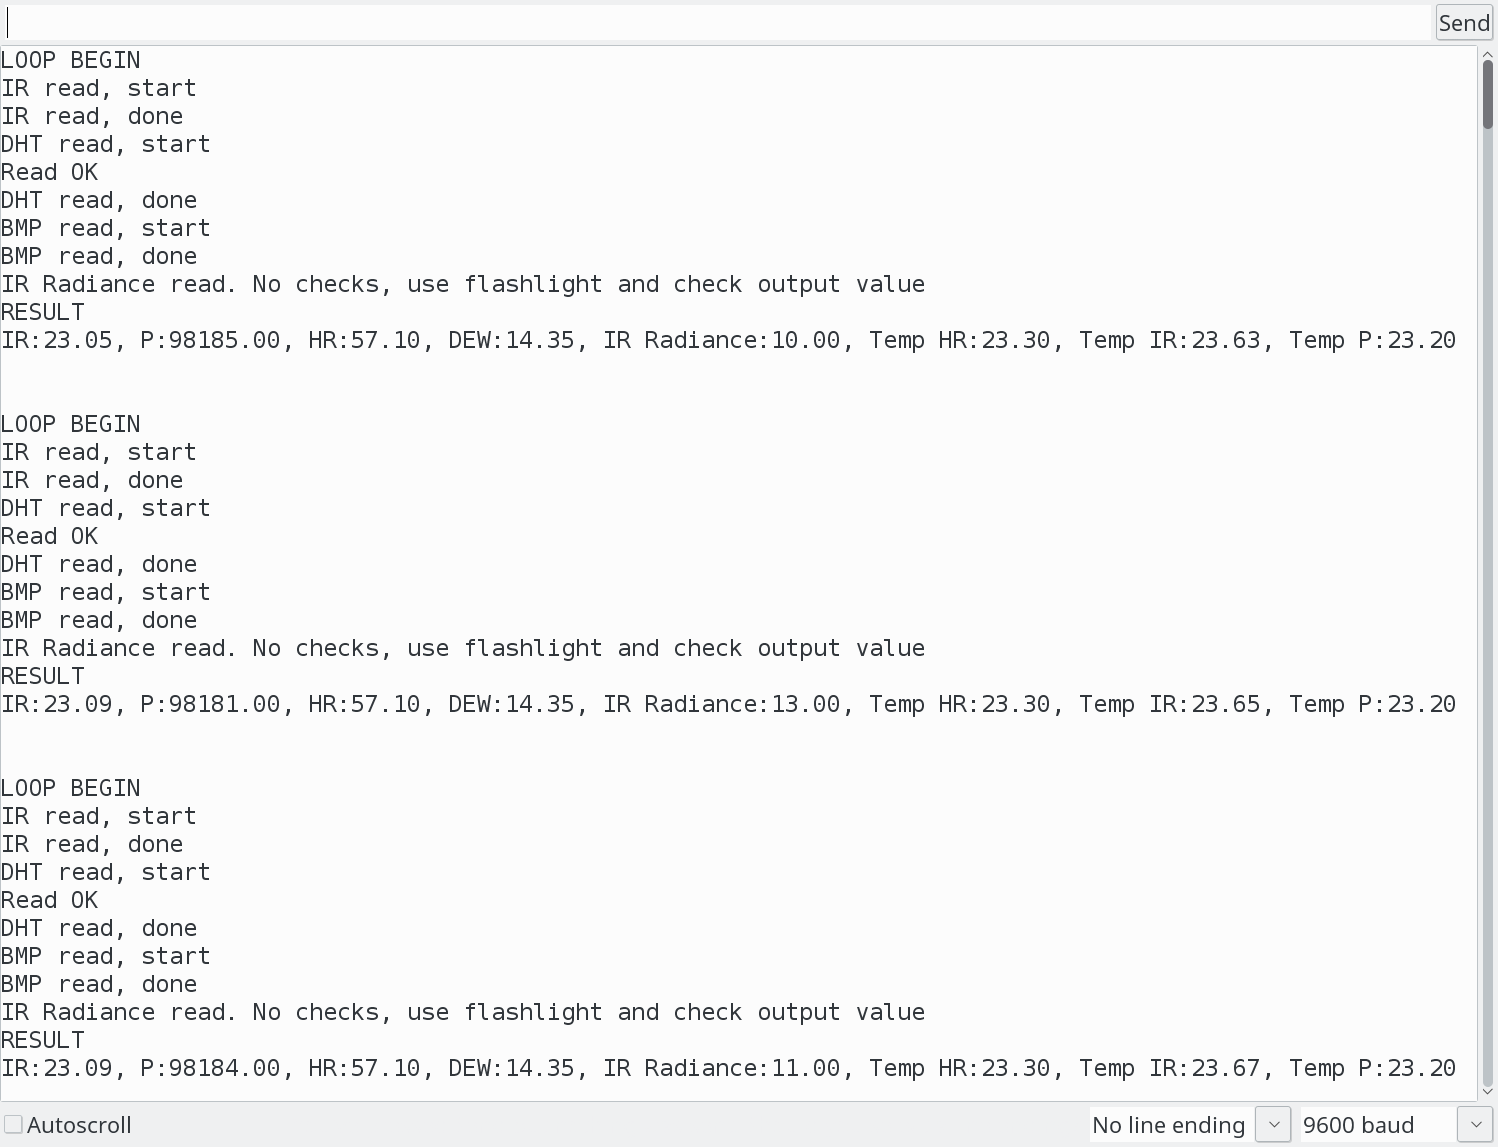 Send
LOOP BEGIN
IR read, start
IR read, done
DHT read, start
Read OK
DHT read, done
BMP read, start
BMP read, done
IR Radiance read. No checks, use flashlight and check output value
RESULT
IR:23.05, P:98185.00, HR:57.10, DEW:14.35, IR Radiance:10.00, Temp HR:23.30, Temp IR:23.63, Temp P:23.20
LOOP BEGIN
IR read, start
IR read, done
DHT read, start
Read OK
DHT read, done
BMP read, start
BMP read, done
IR Radiance read. No checks, use flashlight and check output value
RESULT
IR:23.09, P:98181.00, HR:57.10, DEW:14.35, IR Radiance:13.00, Temp HR:23.30, Temp IR:23.65, Temp P:23.20
LOOP BEGIN
IR read, start
IR read, done
DHT read, start
Read OK
DHT read, done
BMP read, start
BMP read, done
IR Radiance read. No checks, use flashlight and check output value
RESULT
IR:23.09, P:98184.00, HR:57.10, DEW:14.35, IR Radiance:11.00, Temp HR:23.30, Temp IR:23.67, Temp P:23.20
Autoscroll No line ending 9600 baud